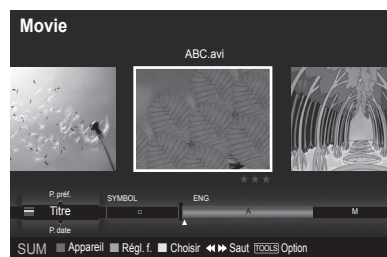 Movie
ABC.avi
P.préf.
SYMBOL ENG
Titre
A M
P.date
SUM Appareil Régl. f. Choisir Saut TOOLS Option